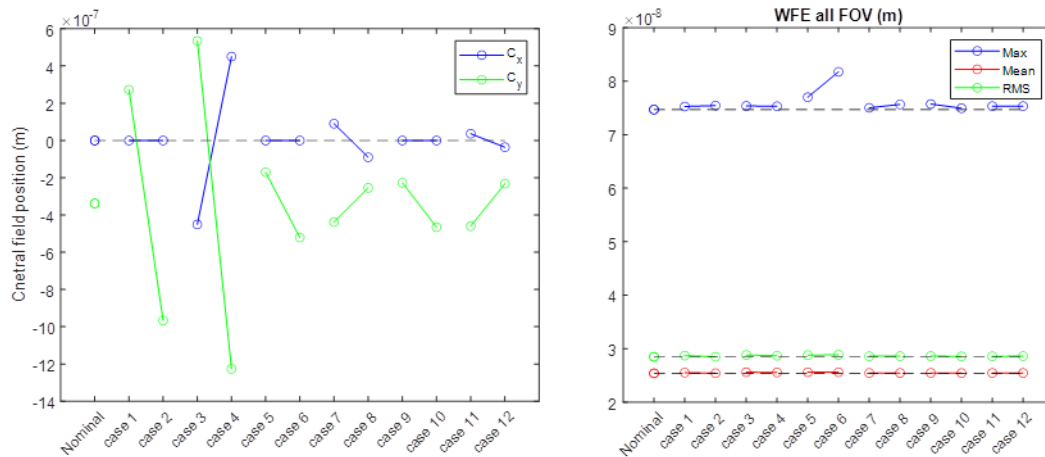 ×10⁻⁷
6
4
2
0
-2
-4
-6
-8
-10
-12
-14
Cnetral field position (m)
C_x
C_y
Nominal
case 1
case 2
case 3
case 4
case 5
case 6
case 7
case 8
case 9
case 10
case 11
case 12
×10⁻⁸
WFE all FOV (m)
9
8
7
6
5
4
3
2
Max
Mean
RMS
Nominal
case 1
case 2
case 3
case 4
case 5
case 6
case 7
case 8
case 9
case 10
case 11
case 12